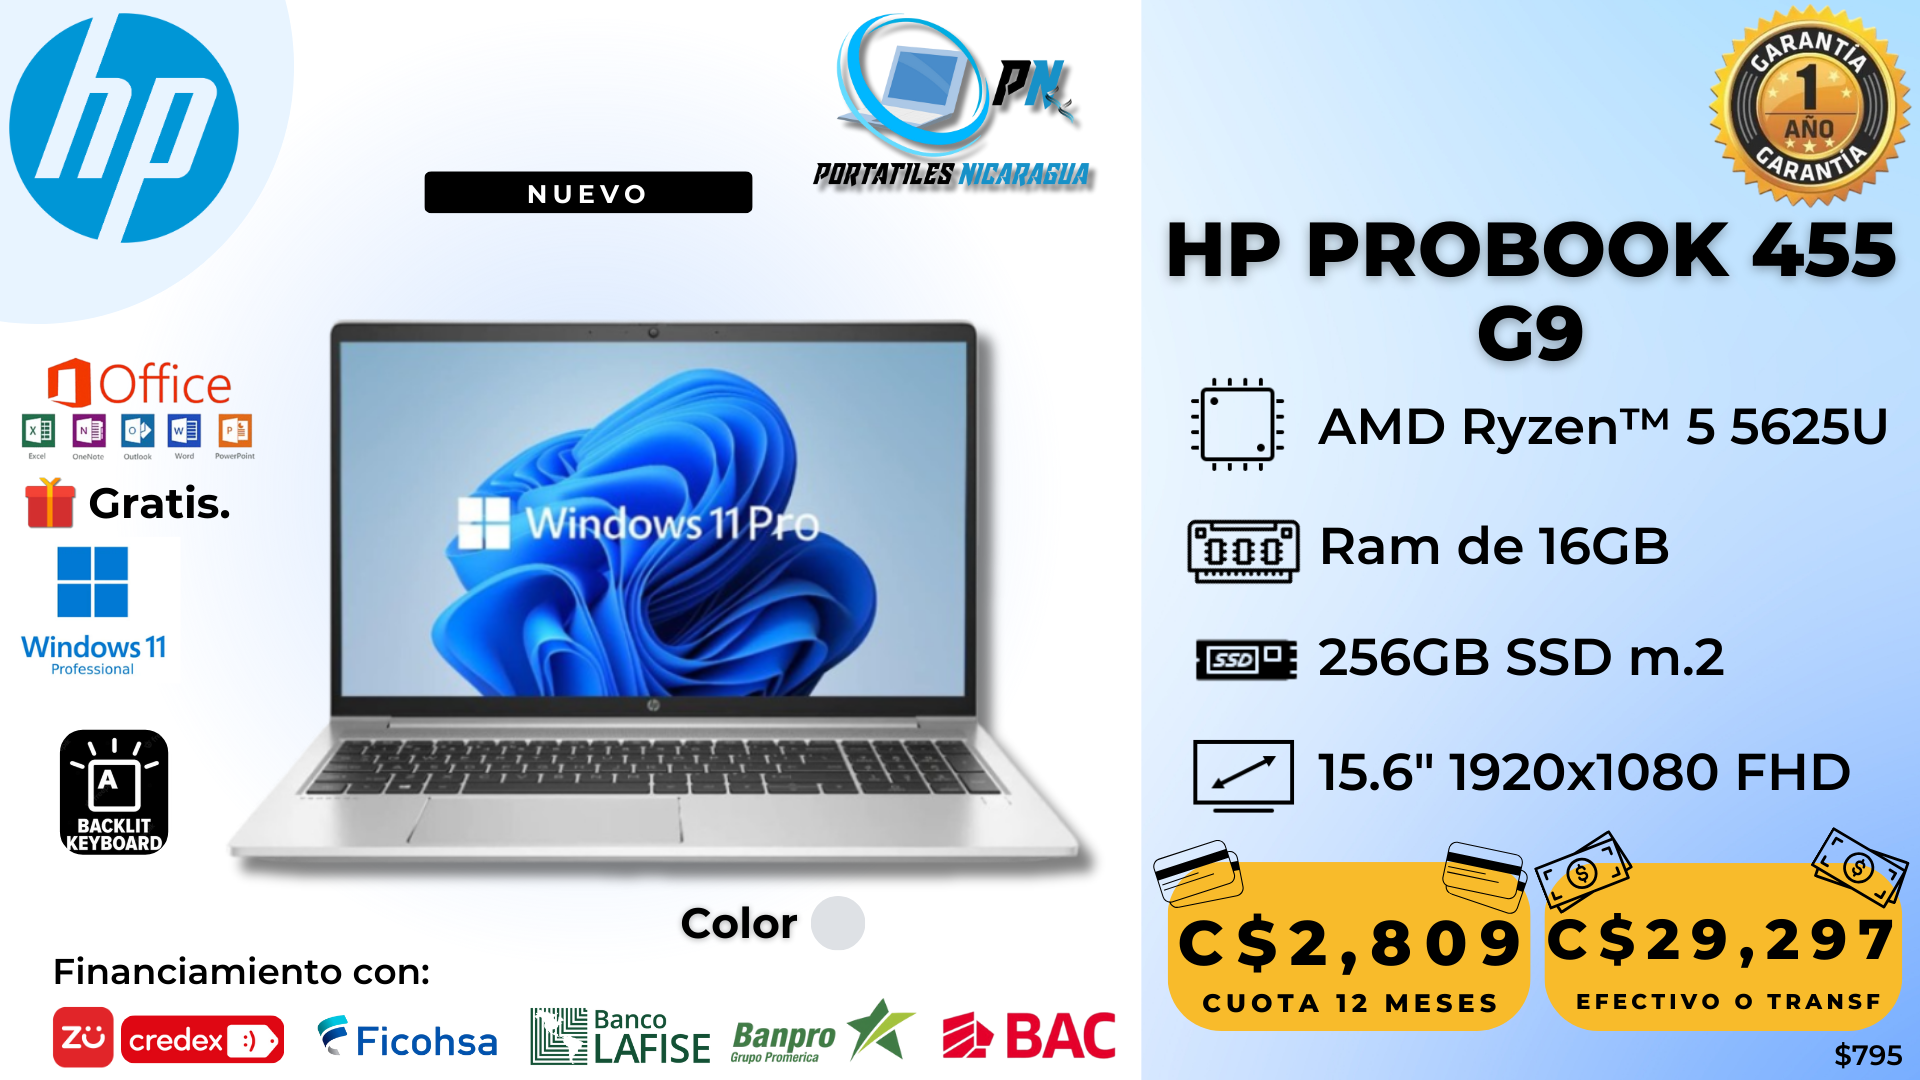 hp
PN
PORTATILES NICARAGUA
NUEVO
GARANTÍA
1
AÑO
GARANTÍA
HP PROBOOK 455
G9
Office
Excel OneNote Outlook Word PowerPoint
Gratis.
Windows 11
Professional
A
BACKLIT
KEYBOARD
Windows 11 Pro
hp
AMD Ryzen™ 5 5625U
Ram de 16GB
SSD
256GB SSD m.2
15.6" 1920x1080 FHD
Color
C$2,809
CUOTA 12 MESES
C$29,297
EFECTIVO O TRANSF
$795
Financiamiento con:
zū
credex :)
Ficohsa
Banco
LAFISE
Banpro
Grupo Promerica
BAC